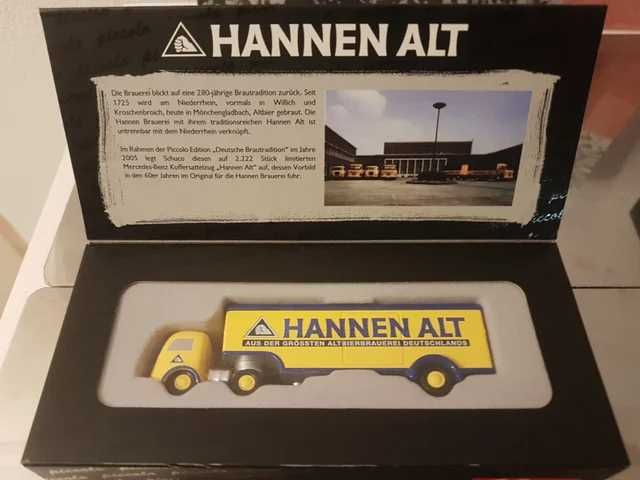 HANNEN ALT
Die Brauerei blickt auf eine 280-jährige Brautradition zurück. Seit
1725 wird am Niederrhein, vormals in Willich und
Kroschenbroich, heute in Mönchengladbach, Altbier gebraut. Die
Hannen Brauerei mit ihrem traditionsreichen Hannen Alt ist
untrennbar mit dem Niederrhein verknüpft.
Im Rahmen der Piccolo Edition „Deutsche Brautradition" im Jahre
2005 legt Schuco diesen auf 2.222 Stück limitierten
Mercedes-Benz Koffersattelzug „Hannen Alt" auf, dessen Vorbild
in den 60er Jahren im Original für die Hannen Brauerei fuhr.
HANNEN ALT
AUS DER GRÖSSTEN ALTBIERBRAUEREI DEUTSCHLANDS
piccolo piccolo